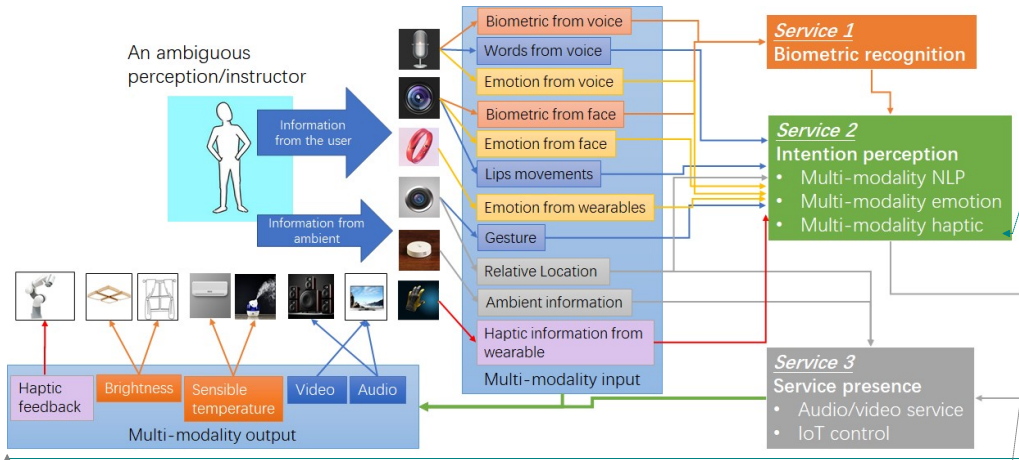 An ambiguous
perception/instructor
Information
from the user
Information from
ambient
Biometric from voice
Words from voice
Emotion from voice
Biometric from face
Emotion from face
Lips movements
Emotion from wearables
Gesture
Relative Location
Ambient information
Haptic information from
wearable
Multi-modality input
Service 1
Biometric recognition
Service 2
Intention perception
• Multi-modality NLP
• Multi-modality emotion
• Multi-modality haptic
Service 3
Service presence
• Audio/video service
• IoT control
Haptic
feedback
Brightness
Sensible
temperature
Video
Audio
Multi-modality output